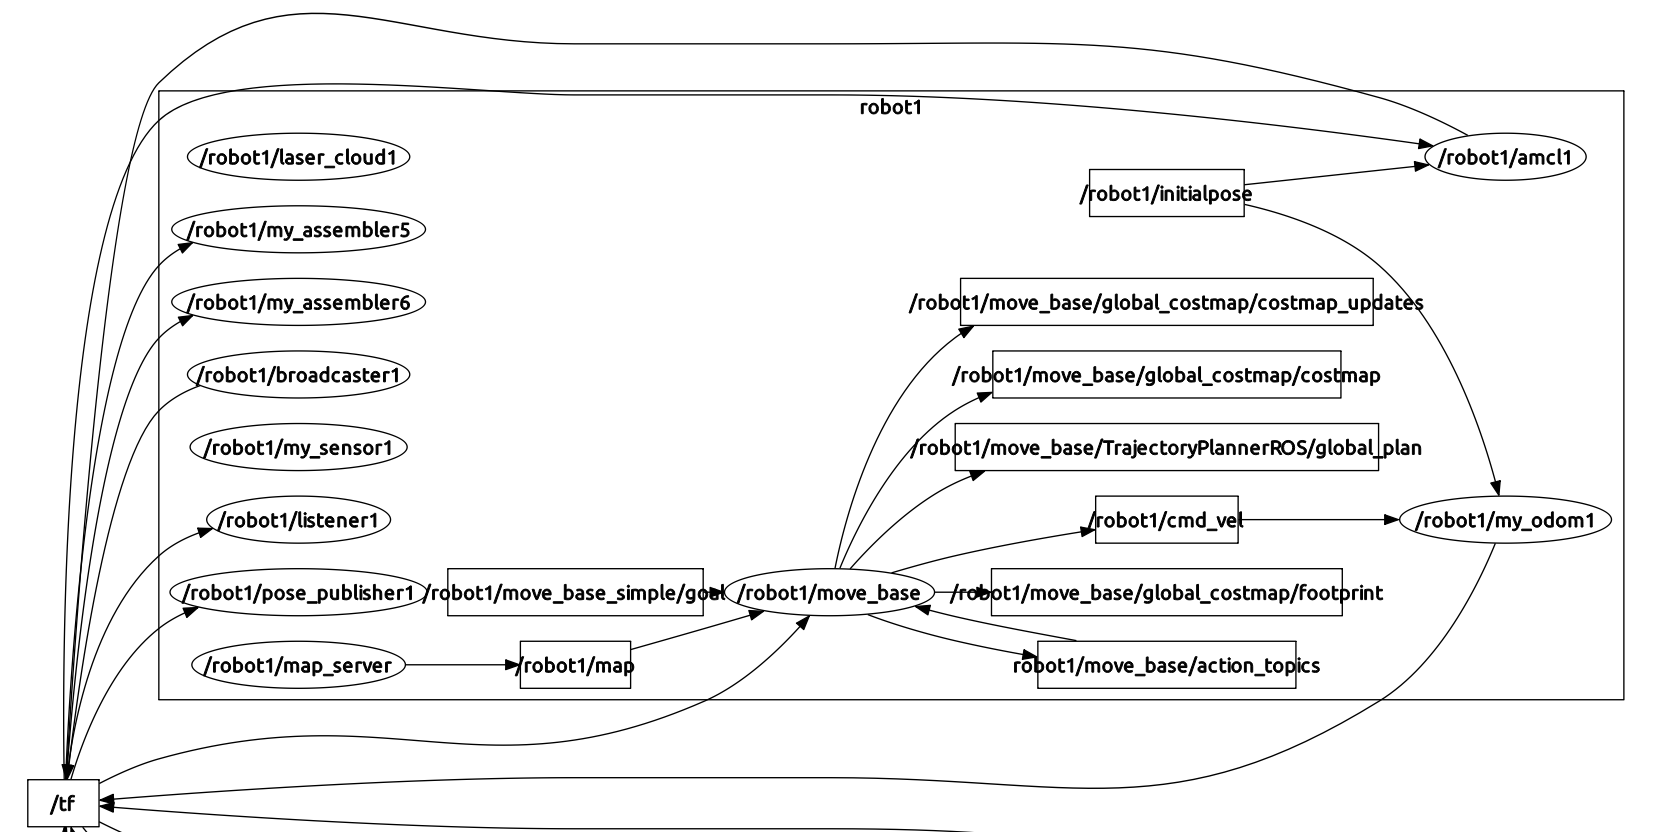 robot1
/robot1/laser_cloud1
/robot1/amcl1
/robot1/initialpose
/robot1/my_assembler5
/robot1/my_assembler6
/robot1/move_base/global_costmap/costmap_updates
/robot1/broadcaster1
/robot1/move_base/global_costmap/costmap
/robot1/my_sensor1
/robot1/move_base/TrajectoryPlannerROS/global_plan
/robot1/listener1
/robot1/cmd_vel
/robot1/my_odom1
/robot1/pose_publisher1
/robot1/move_base_simple/goal
/robot1/move_base
/robot1/move_base/global_costmap/footprint
/robot1/map_server
/robot1/map
robot1/move_base/action_topics
/tf